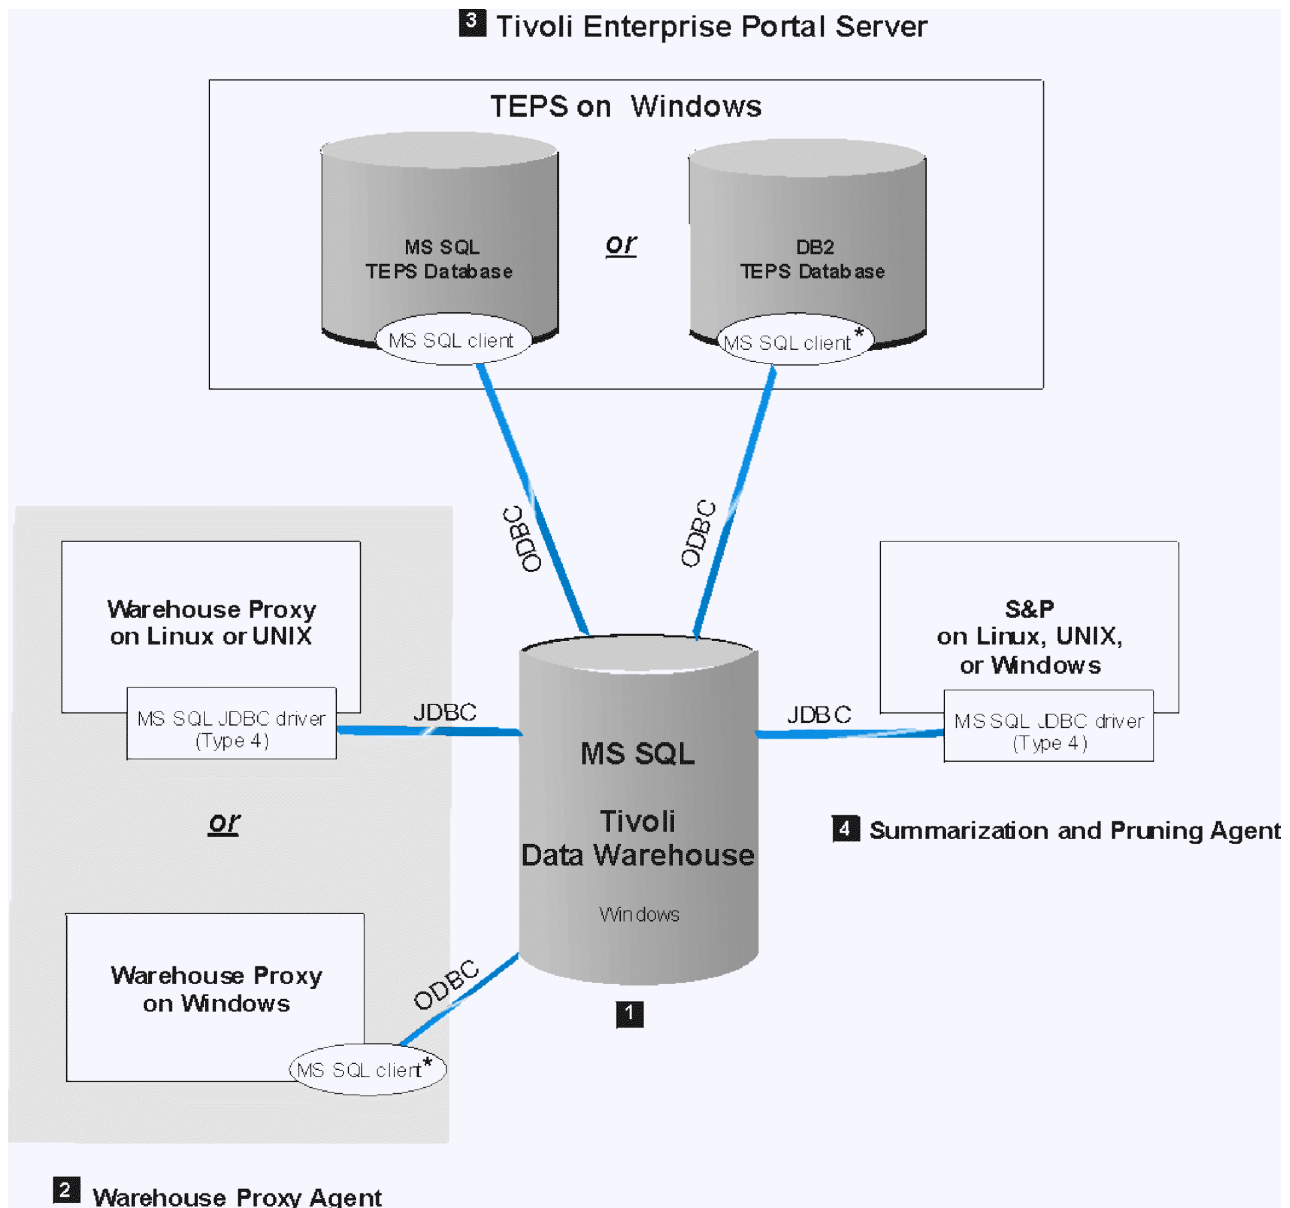 3 Tivoli Enterprise Portal Server
TEPS on Windows
MS SQL
TEPS Database
MS SQL client
or
DB2
TEPS Database
MS SQL client*
ODBC
ODBC
Warehouse Proxy
on Linux or UNIX
MS SQL JDBC driver
(Type 4)
JDBC
or
Warehouse Proxy
on Windows
MS SQL client*
ODBC
2 Warehouse Proxy Agent
MS SQL
Tivoli
Data Warehouse
Windows
1
JDBC
S&P
on Linux, UNIX,
or Windows
MS SQL JDBC driver
(Type 4)
4 Summarization and Pruning Agent